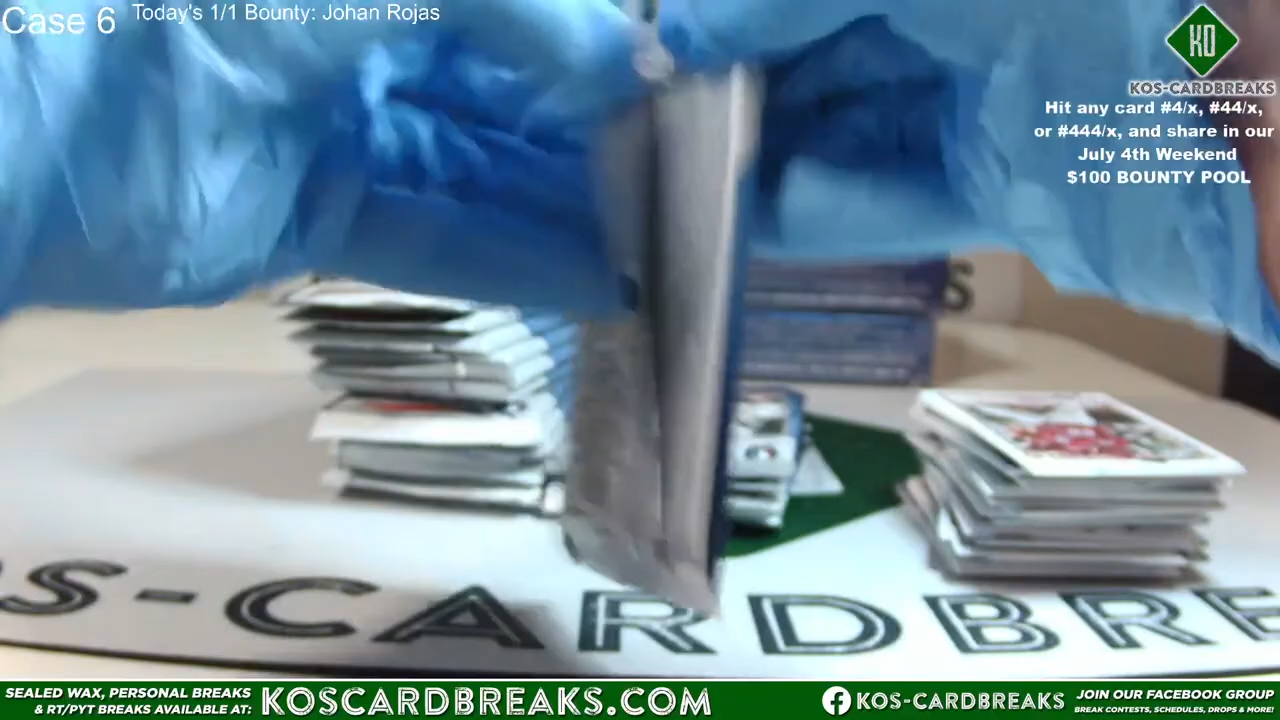 Case 6
Today's 1/1 Bounty: Johan Rojas
KO
KOS-CARDBREAKS
Hit any card #4/x, #44/x,
or #444/x, and share in our
July 4th Weekend
$100 BOUNTY POOL
S
OS-CARDBRE
SEALED WAX, PERSONAL BREAKS
& RT/PYT BREAKS AVAILABLE AT:
KOSCARDBREAKS.COM
KOS-CARDBREAKS
JOIN OUR FACEBOOK GROUP
BREAK CONTESTS, SCHEDULES, DROPS & MORE!